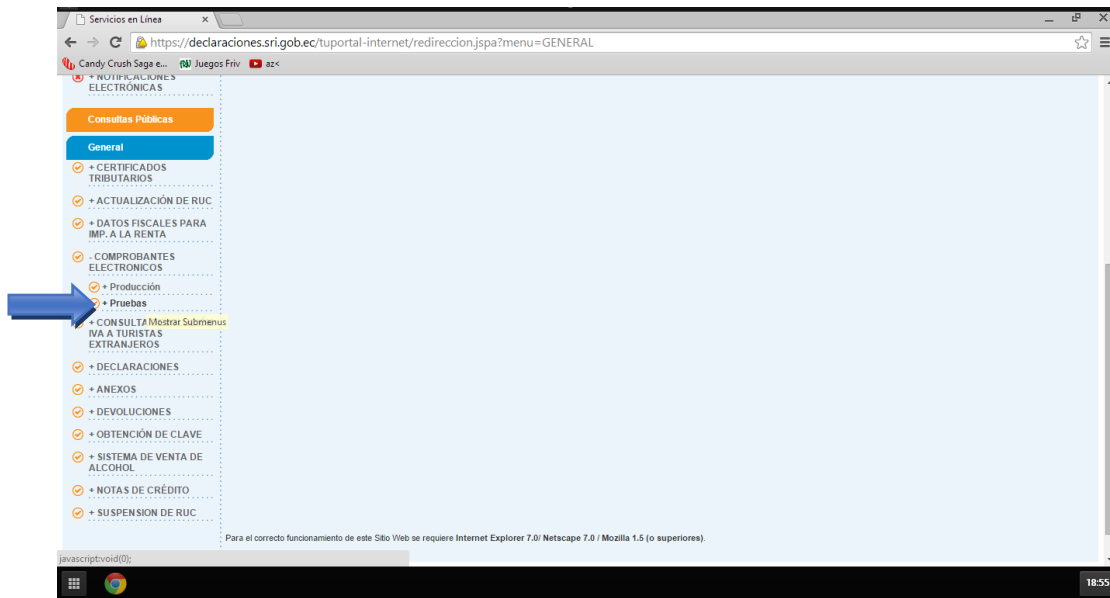 Servicios en Línea
https://declaraciones.sri.gob.ec/tuportal-internet/redireccion.jspa?menu=GENERAL
Candy Crush Saga e... Juegos Friv az<
+ NOTIFICACIONES
ELECTRÓNICAS
Consultas Públicas
General
+ CERTIFICADOS
TRIBUTARIOS
+ ACTUALIZACIÓN DE RUC
+ DATOS FISCALES PARA
IMP. A LA RENTA
- COMPROBANTES
ELECTRONICOS
+ Producción
+ Pruebas
+ CONSULTA
Mostrar Submenus
IVA A TURISTAS
EXTRANJEROS
+ DECLARACIONES
+ ANEXOS
+ DEVOLUCIONES
+ OBTENCIÓN DE CLAVE
+ SISTEMA DE VENTA DE
ALCOHOL
+ NOTAS DE CRÉDITO
+ SUSPENSION DE RUC
Para el correcto funcionamiento de este Sitio Web se requiere Internet Explorer 7.0/ Netscape 7.0 / Mozilla 1.5 (o superiores).
javascript:void(0);
18:55